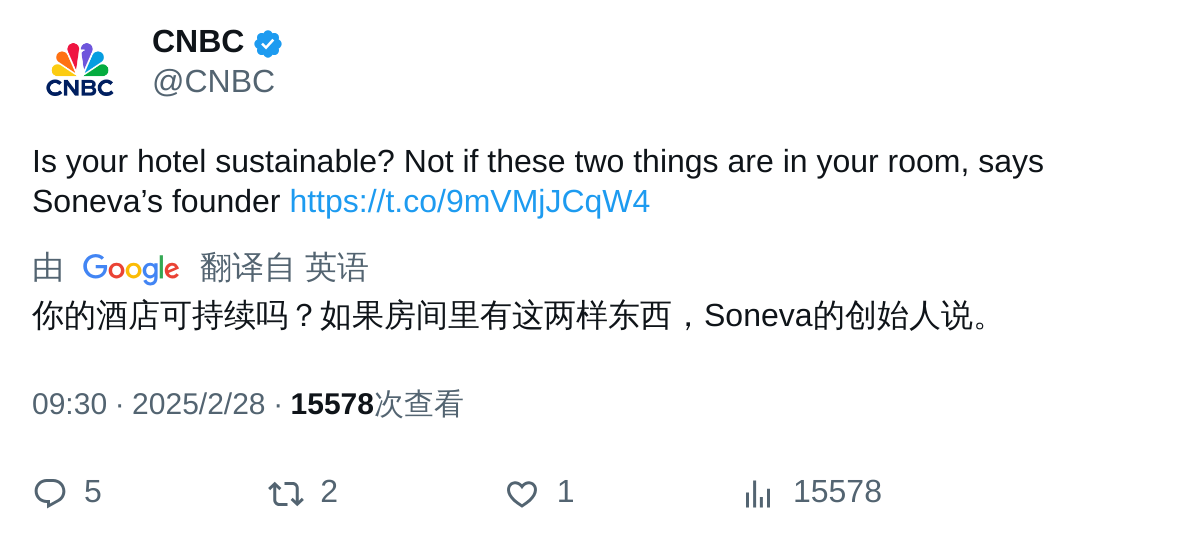 CNBC
@CNBC
CNBC
Is your hotel sustainable? Not if these two things are in your room, says
Soneva’s founder https://t.co/9mVMjJCqW4
由 Google 翻译自 英语
你的酒店可持续吗？如果房间里有这两样东西，Soneva的创始人说。
09:30 · 2025/2/28 · 15578次查看
5 2 1 15578